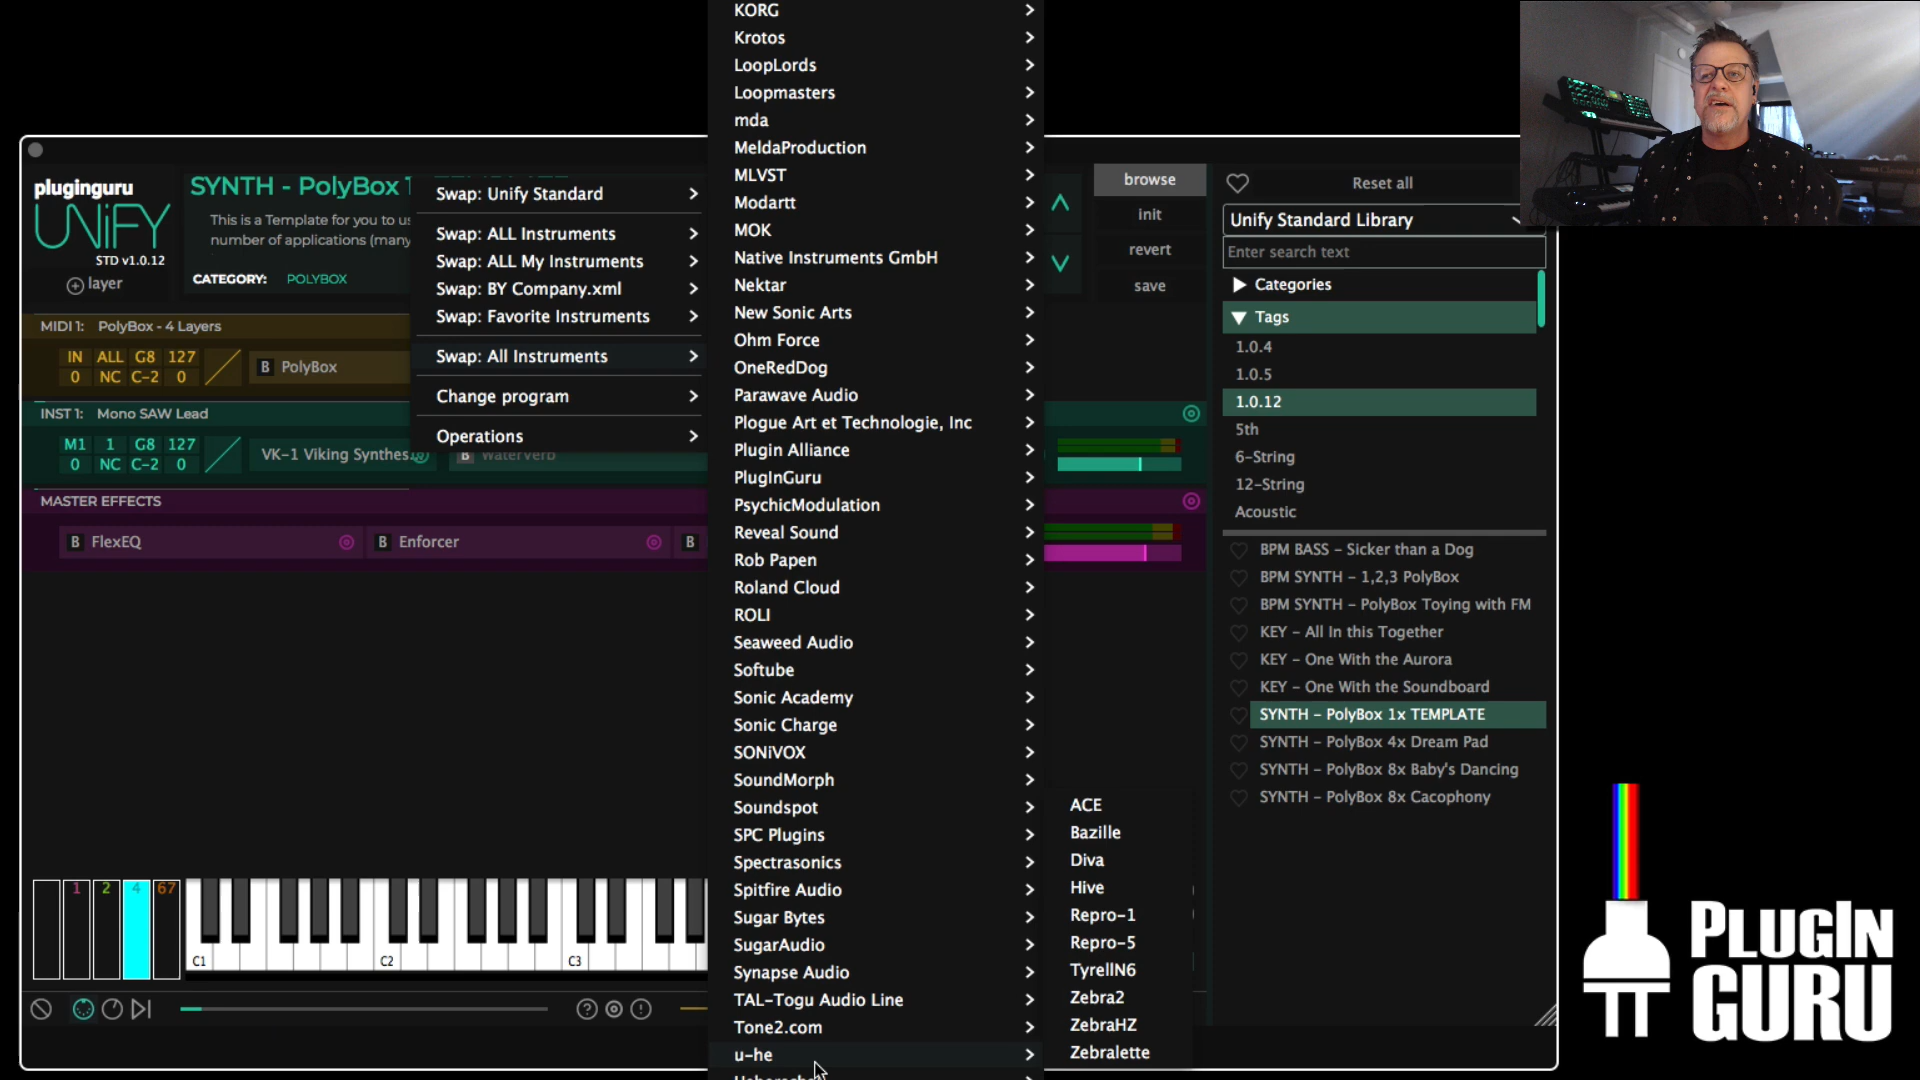 pluginguru
UNiFY
STD v1.0.12
layer
SYNTH - PolyBox 1
This is a Template for you to us
number of applications (many
CATEGORY: POLYBOX
MIDI 1: PolyBox - 4 Layers
IN ALL G8 127
0 NC C-2 0
B PolyBox
INST 1: Mono SAW Lead
M1 1 G8 127
0 NC C-2 0
VK-1 Viking Synthes
B WaterVerb
MASTER EFFECTS
B FlexEQ
B Enforcer
B
1 2 4 67
C1
C2
C3
Swap: Unify Standard
Swap: ALL Instruments
Swap: ALL My Instruments
Swap: BY Company.xml
Swap: Favorite Instruments
Swap: All Instruments
Change program
Operations
KORG
Krotos
LoopLords
Loopmasters
mda
MeldaProduction
MLVST
Modartt
MOK
Native Instruments GmbH
Nektar
New Sonic Arts
Ohm Force
OneRedDog
Parawave Audio
Plogue Art et Technologie, Inc
Plugin Alliance
PlugInGuru
PsychicModulation
Reveal Sound
Rob Papen
Roland Cloud
ROLI
Seaweed Audio
Softube
Sonic Academy
Sonic Charge
SONiVOX
SoundMorph
Soundspot
SPC Plugins
Spectrasonics
Spitfire Audio
Sugar Bytes
SugarAudio
Synapse Audio
TAL-Togu Audio Line
Tone2.com
u-he
ACE
Bazille
Diva
Hive
Repro-1
Repro-5
TyrellN6
Zebra2
ZebraHZ
Zebralette
browse
init
revert
save
Reset all
Unify Standard Library
Enter search text
Categories
Tags
1.0.4
1.0.5
1.0.12
5th
6-String
12-String
Acoustic
BPM BASS - Sicker than a Dog
BPM SYNTH - 1,2,3 PolyBox
BPM SYNTH - PolyBox Toying with FM
KEY - All In this Together
KEY - One With the Aurora
KEY - One With the Soundboard
SYNTH - PolyBox 1x TEMPLATE
SYNTH - PolyBox 4x Dream Pad
SYNTH - PolyBox 8x Baby's Dancing
SYNTH - PolyBox 8x Cacophony
PLUGIN
GURU